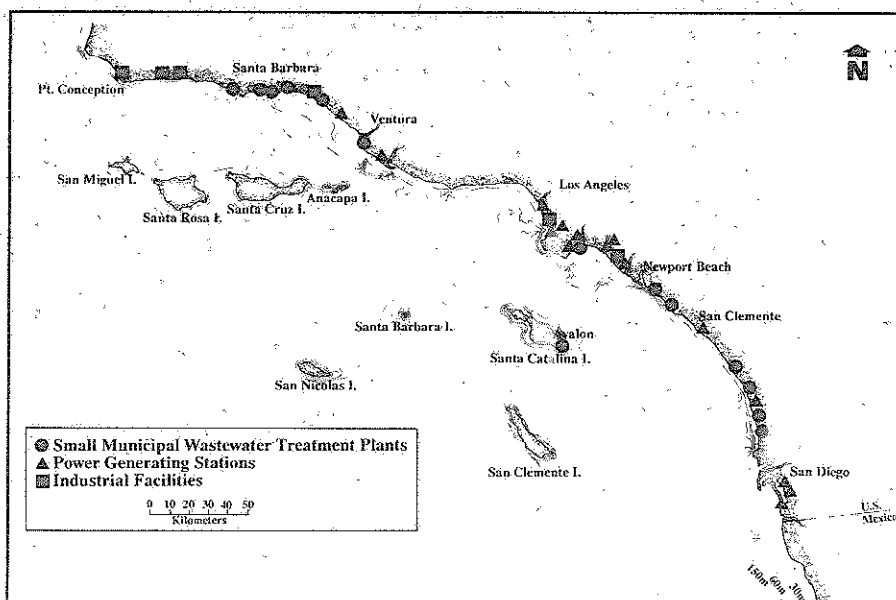 N
Santa Barbara
Pt. Conception
Ventura
San Miguel I.
Santa Rosa I.
Santa Cruz I.
Anacapa I.
Los Angeles
Newport Beach
Santa Barbara I.
San Clemente
Avalon
Santa Catalina I.
San Nicolas I.
Small Municipal Wastewater Treatment Plants
Power Generating Stations
Industrial Facilities
0 10 20 30 40 50
Kilometers
San Clemente I.
San Diego
U.S.
Mexico
150m
60m
30m